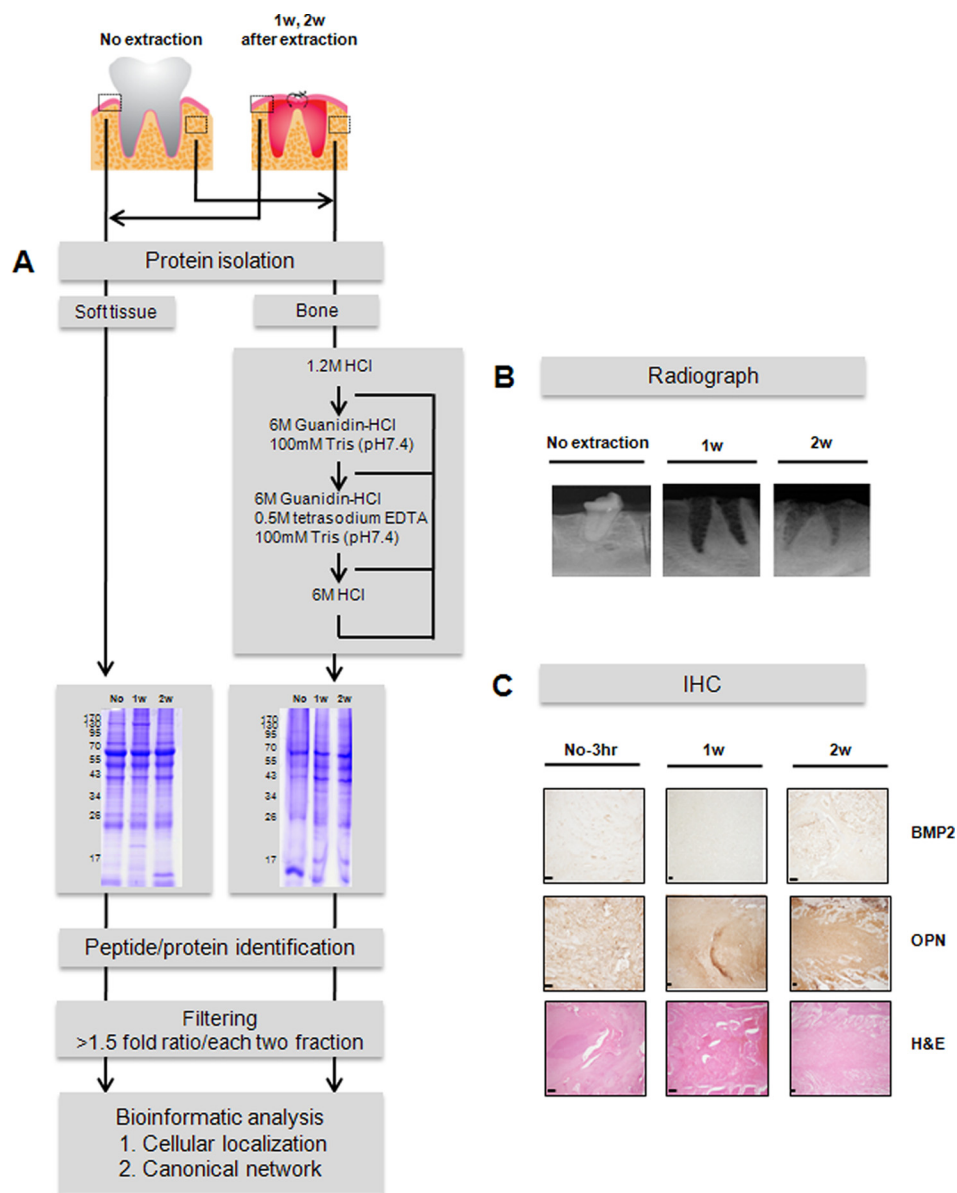 No extraction
1w, 2w
after extraction
A
Protein isolation
Soft tissue
Bone
1.2M HCl
6M Guanidin-HCl
100mM Tris (pH7.4)
6M Guanidin-HCl
0.5M tetrasodium EDTA
100mM Tris (pH7.4)
6M HCl
No 1w 2w
170
130
95
70
55
43
34
26
17
No 1w 2w
170
130
95
70
55
43
34
26
17
Peptide/protein identification
Filtering
>1.5 fold ratio/each two fraction
Bioinformatic analysis
1. Cellular localization
2. Canonical network
B
Radiograph
No extraction
1w
2w
C
IHC
No-3hr
1w
2w
BMP2
OPN
H&E